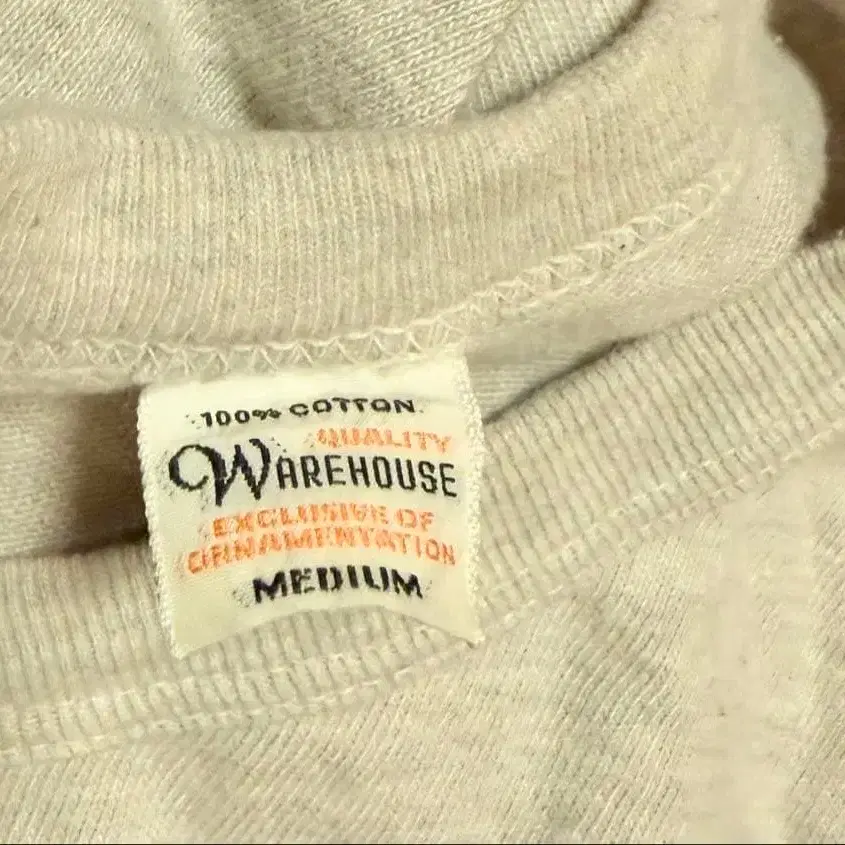 100% COTTON.
QUALITY
WAREHOUSE
EXCLUSIVE OF
ORNAMENTATION
MEDIUM